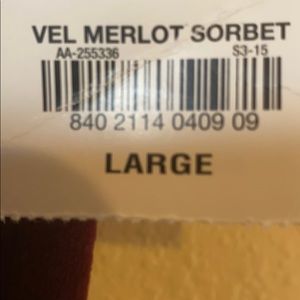 VEL MERLOT SORBET
AA-255336 S3-15
840 2114 0409 09
LARGE